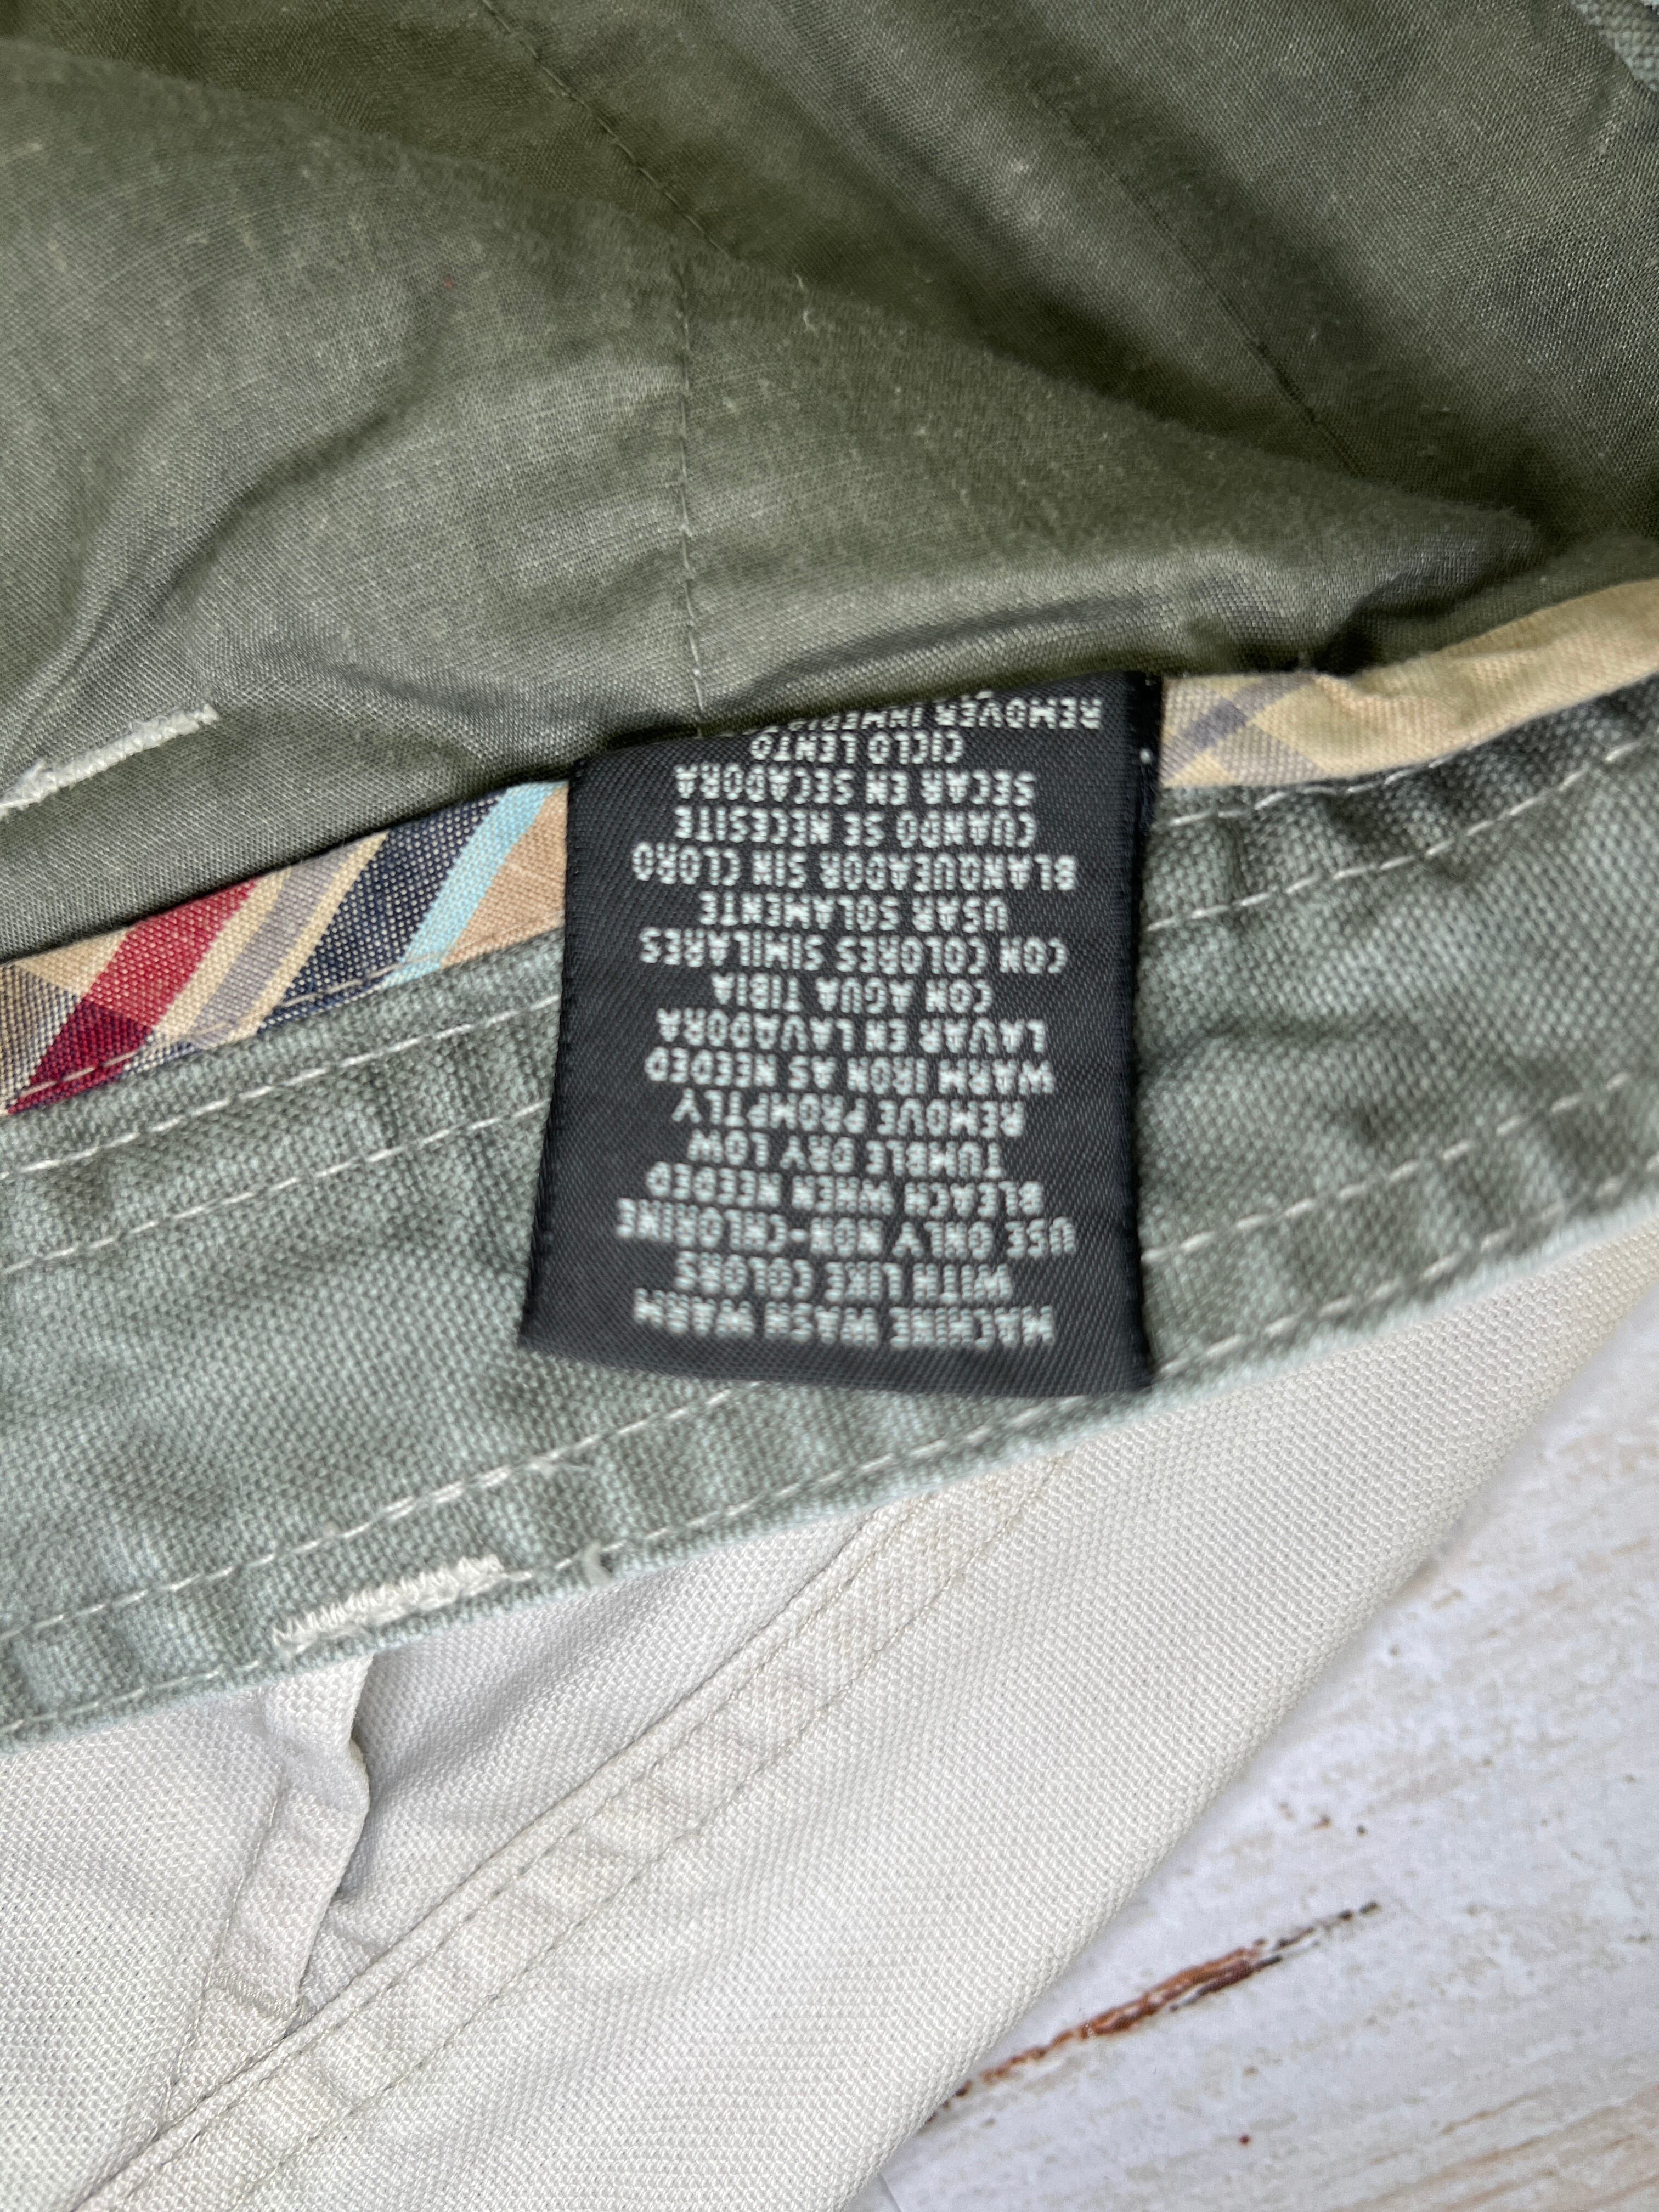 MACHINE WASH WARM
WITH LIKE COLORS
USE ONLY NON-CHLORINE
BLEACH WHEN NEEDED
TUMBLE DRY LOW
REMOVE PROMPTLY
WARM IRON AS NEEDED
LAVAR EN LAVADORA
CON AGUA TIBIA
CON COLORES SIMILARES
USAR SOLAMENTE
BLANQUEADOR SIN CLORO
CUANDO SE NECESITE
SECAR EN SECADORA
CICLO LENTO
REMOVER